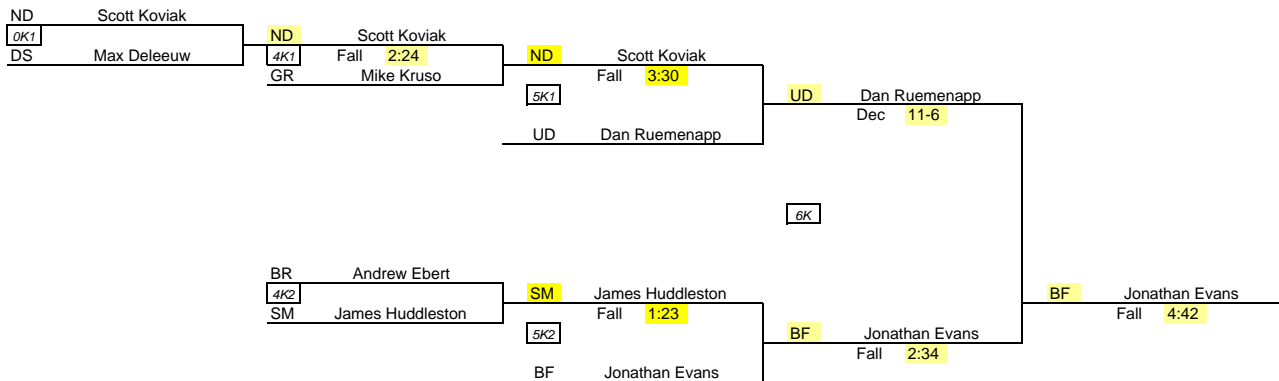 ND Scott Koviak
0K1
DS Max Deleeuw
ND Scott Koviak
4K1 Fall 2:24
GR Mike Kruso
ND Scott Koviak
Fall 3:30
5K1
UD Dan Ruemenapp
UD Dan Ruemenapp
Dec 11-6
6K
BR Andrew Ebert
4K2
SM James Huddleston
SM James Huddleston
Fall 1:23
5K2
BF Jonathan Evans
BF Jonathan Evans
Fall 2:34
BF Jonathan Evans
Fall 4:42